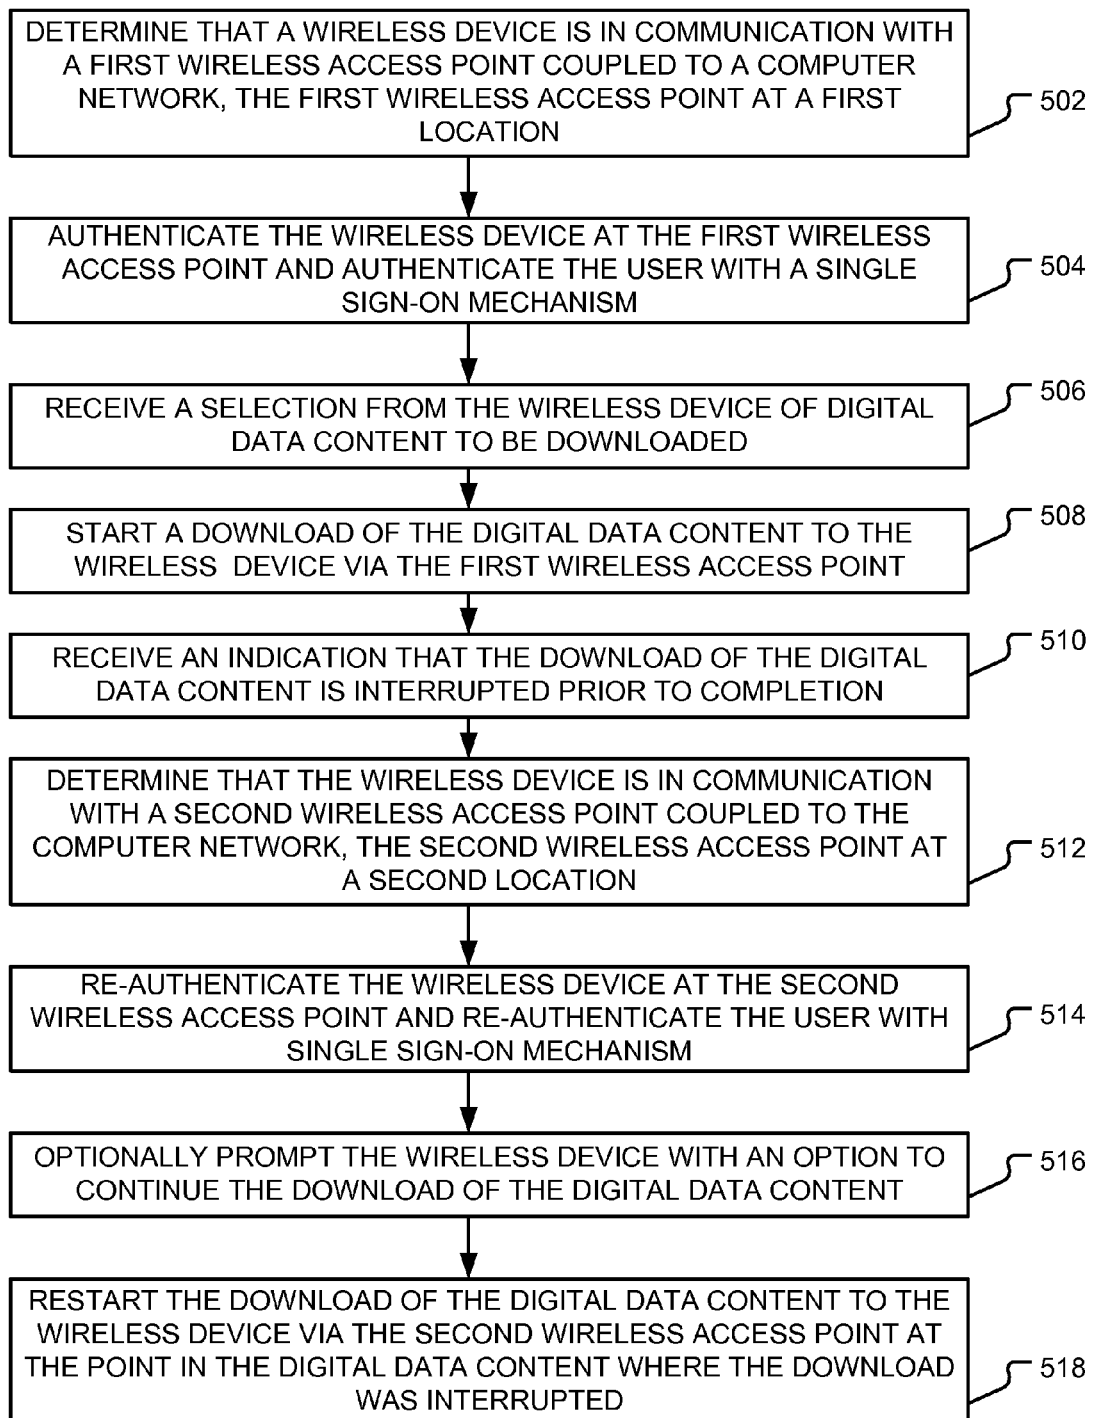 DETERMINE THAT A WIRELESS DEVICE IS IN COMMUNICATION WITH
A FIRST WIRELESS ACCESS POINT COUPLED TO A COMPUTER
NETWORK, THE FIRST WIRELESS ACCESS POINT AT A FIRST
LOCATION
502
AUTHENTICATE THE WIRELESS DEVICE AT THE FIRST WIRELESS
ACCESS POINT AND AUTHENTICATE THE USER WITH A SINGLE
SIGN-ON MECHANISM
504
RECEIVE A SELECTION FROM THE WIRELESS DEVICE OF DIGITAL
DATA CONTENT TO BE DOWNLOADED
506
START A DOWNLOAD OF THE DIGITAL DATA CONTENT TO THE
WIRELESS DEVICE VIA THE FIRST WIRELESS ACCESS POINT
508
RECEIVE AN INDICATION THAT THE DOWNLOAD OF THE DIGITAL
DATA CONTENT IS INTERRUPTED PRIOR TO COMPLETION
510
DETERMINE THAT THE WIRELESS DEVICE IS IN COMMUNICATION
WITH A SECOND WIRELESS ACCESS POINT COUPLED TO THE
COMPUTER NETWORK, THE SECOND WIRELESS ACCESS POINT AT
A SECOND LOCATION
512
RE-AUTHENTICATE THE WIRELESS DEVICE AT THE SECOND
WIRELESS ACCESS POINT AND RE-AUTHENTICATE THE USER WITH
SINGLE SIGN-ON MECHANISM
514
OPTIONALLY PROMPT THE WIRELESS DEVICE WITH AN OPTION TO
CONTINUE THE DOWNLOAD OF THE DIGITAL DATA CONTENT
516
RESTART THE DOWNLOAD OF THE DIGITAL DATA CONTENT TO THE
WIRELESS DEVICE VIA THE SECOND WIRELESS ACCESS POINT AT
THE POINT IN THE DIGITAL DATA CONTENT WHERE THE DOWNLOAD
WAS INTERRUPTED
518